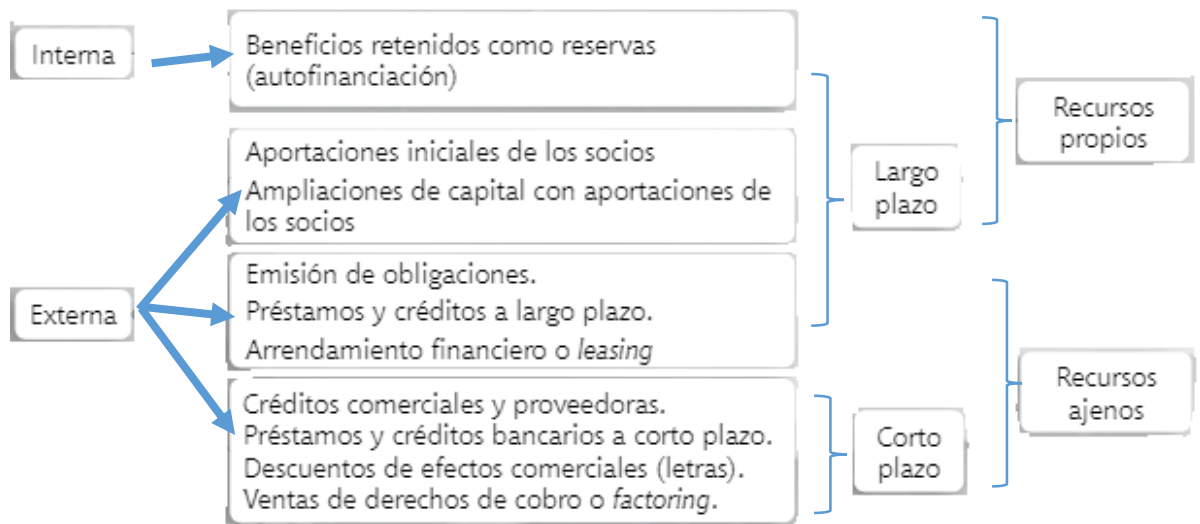 Interna
Beneficios retenidos como reservas
(autofinanciación)
Recursos
propios
Aportaciones iniciales de los socios
Ampliaciones de capital con aportaciones de
los socios
Largo
plazo
Externa
Emisión de obligaciones.
Préstamos y créditos a largo plazo.
Arrendamiento financiero o leasing
Recursos
ajenos
Créditos comerciales y proveedoras.
Préstamos y créditos bancarios a corto plazo.
Descuentos de efectos comerciales (letras).
Ventas de derechos de cobro o factoring.
Corto
plazo